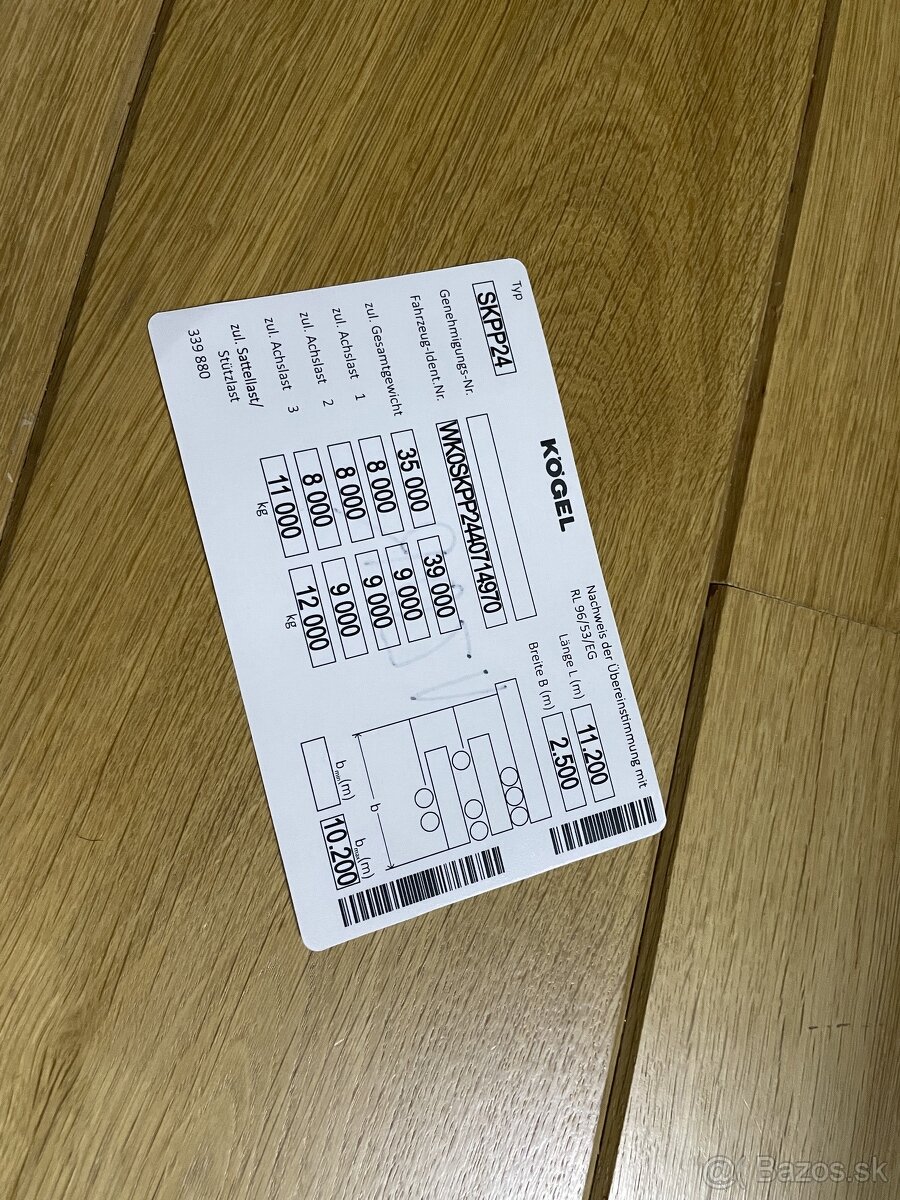 KÖGEL
Typ
SKPP24
Genehmigungs-Nr.
Fahrzeug-Ident.Nr. WK0SKPP2440714970
zul. Gesamtgewicht 35 000 39 000
zul. Achslast 1 8 000 9 000
zul. Achslast 2 8 000 9 000
zul. Achslast 3 8 000 9 000
zul. Sattellast/ 11 000 12 000
Stützlast kg kg
339 880
Nachweis der Übereinstimmung mit
RL 96/53/EG
Länge L (m) 11.200
Breite B (m) 2.500
b
bmin(m) bmax(m)
10.200
Bazos.sk